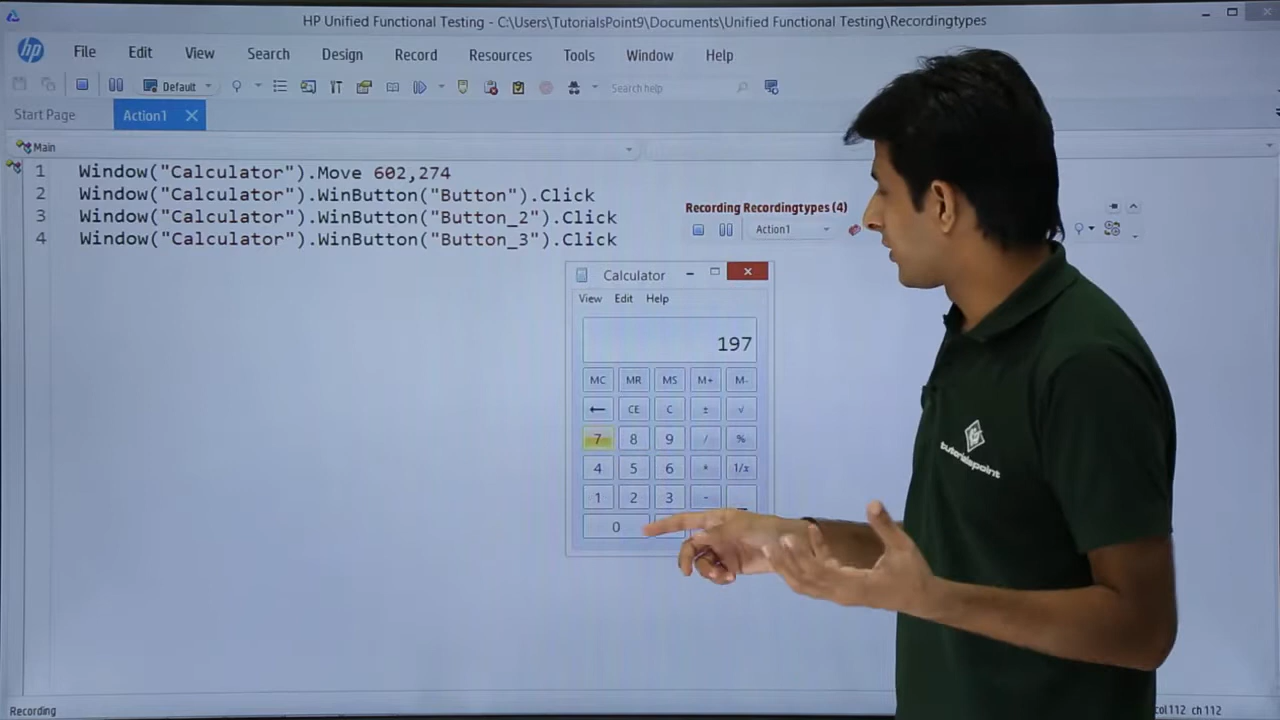 HP Unified Functional Testing - C:\Users\TutorialsPoint9\Documents\Unified Functional Testing\Recordingtypes
hp File Edit View Search Design Record Resources Tools Window Help
Default Search help
Start Page Action1
Main
1 Window("Calculator").Move 602,274
2 Window("Calculator").WinButton("Button").Click
3 Window("Calculator").WinButton("Button_2").Click
4 Window("Calculator").WinButton("Button_3").Click
Recording Recordingtypes (4)
Action1
Calculator
View Edit Help
197
MC MR MS M+ M-
← CE C ± √
7 8 9 / %
4 5 6 * 1/x
1 2 3 -
0
tutorialspoint
Recording
col 112 ch 112